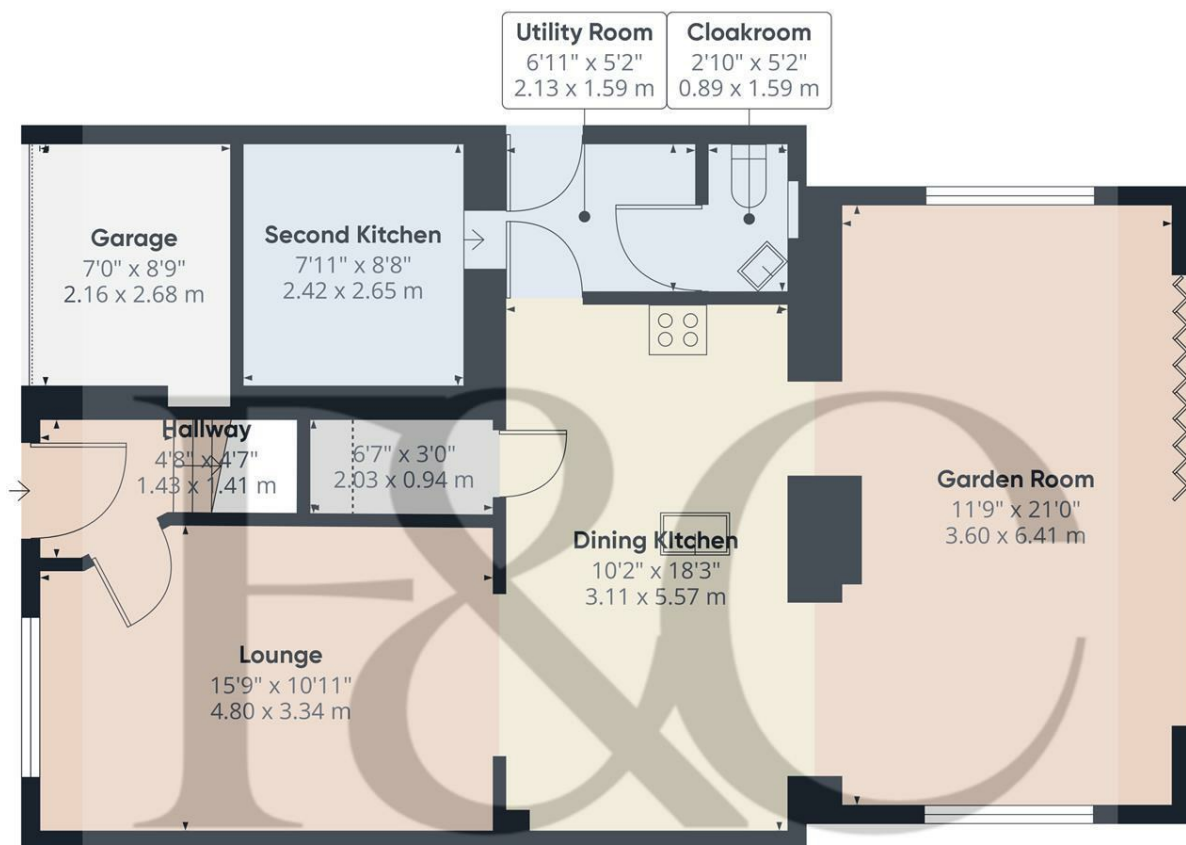 Utility Room
6'11" x 5'2"
2.13 x 1.59 m
Cloakroom
2'10" x 5'2"
0.89 x 1.59 m
Garage
7'0" x 8'9"
2.16 x 2.68 m
Second Kitchen
7'11" x 8'8"
2.42 x 2.65 m
Hallway
4'8" x 4'7"
1.43 x 1.41 m
6'7" x 3'0"
2.03 x 0.94 m
Garden Room
11'9" x 21'0"
3.60 x 6.41 m
Dining Kitchen
10'2" x 18'3"
3.11 x 5.57 m
Lounge
15'9" x 10'11"
4.80 x 3.34 m
F&C